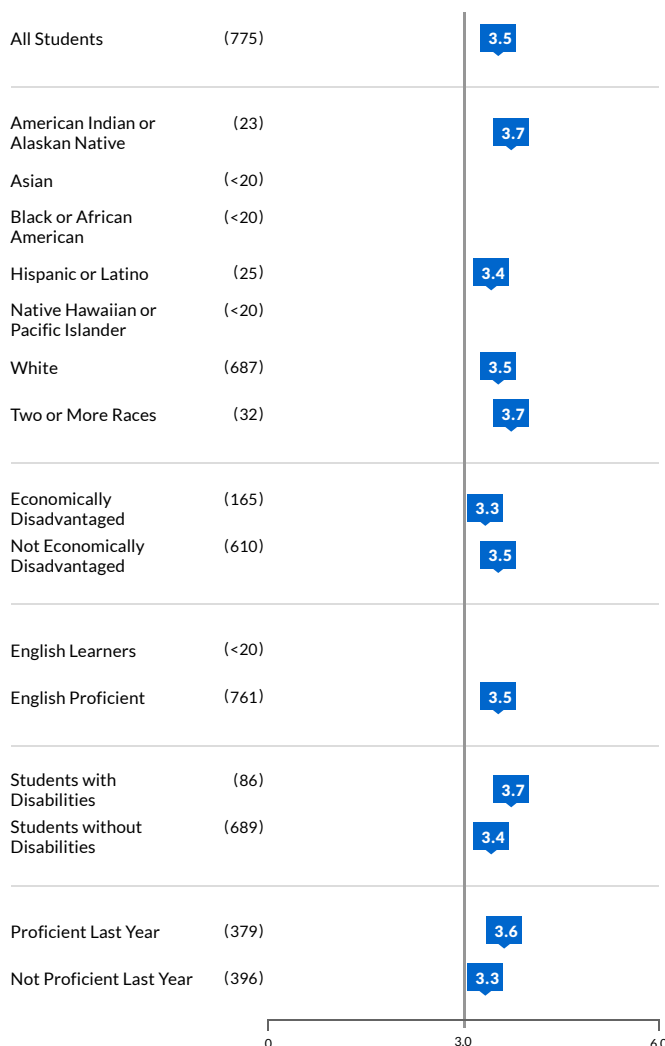 All Students (775) 3.5
American Indian or (23) 3.7
Alaskan Native
Asian (<20)
Black or African (<20)
American
Hispanic or Latino (25) 3.4
Native Hawaiian or (<20)
Pacific Islander
White (687) 3.5
Two or More Races (32) 3.7
Economically (165) 3.3
Disadvantaged
Not Economically (610) 3.5
Disadvantaged
English Learners (<20)
English Proficient (761) 3.5
Students with (86) 3.7
Disabilities
Students without (689) 3.4
Disabilities
Proficient Last Year (379) 3.6
Not Proficient Last Year (396) 3.3
0 3.0 6.0